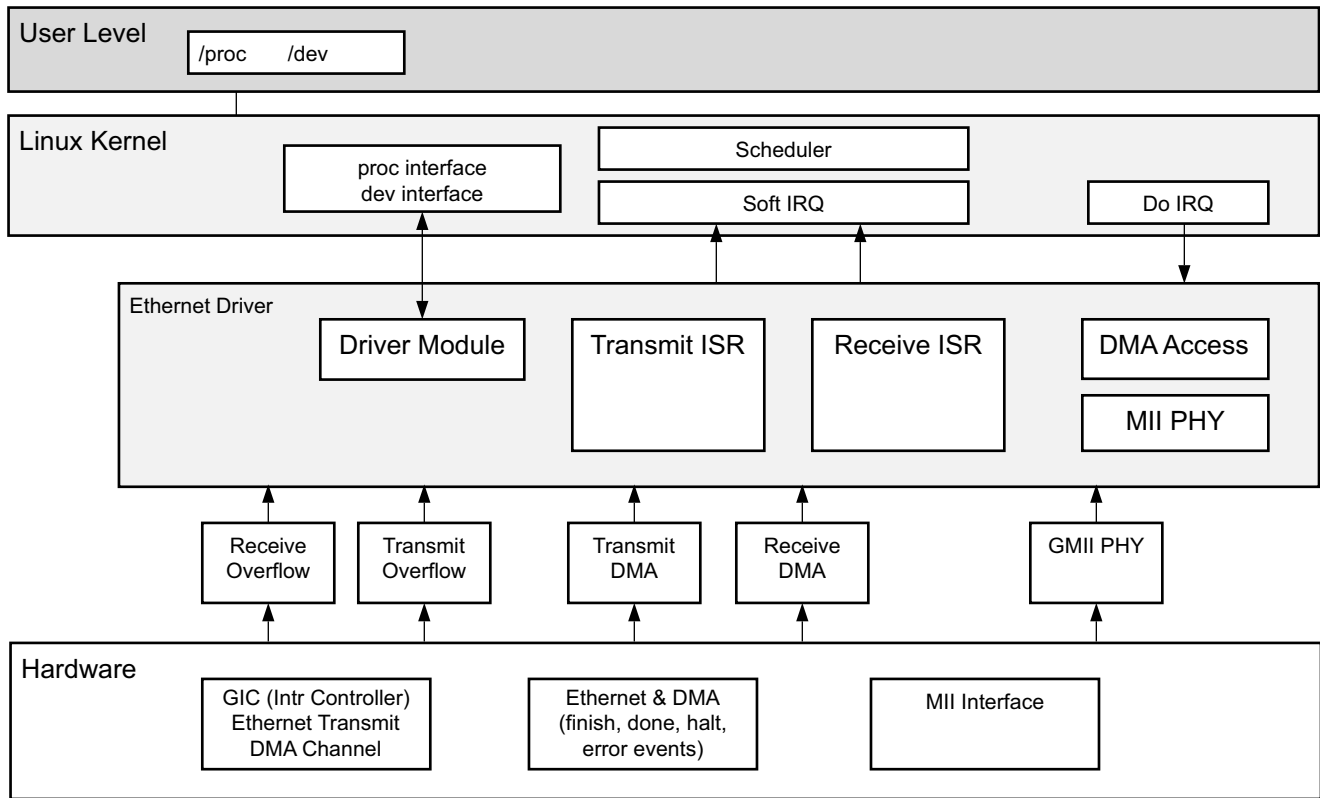 User Level
/proc /dev
Linux Kernel
proc interface
dev interface
Scheduler
Soft IRQ
Do IRQ
Ethernet Driver
Driver Module
Transmit ISR
Receive ISR
DMA Access
MII PHY
Receive
Overflow
Transmit
Overflow
Transmit
DMA
Receive
DMA
GMII PHY
Hardware
GIC (Intr Controller)
Ethernet Transmit
DMA Channel
Ethernet & DMA
(finish, done, halt,
error events)
MII Interface